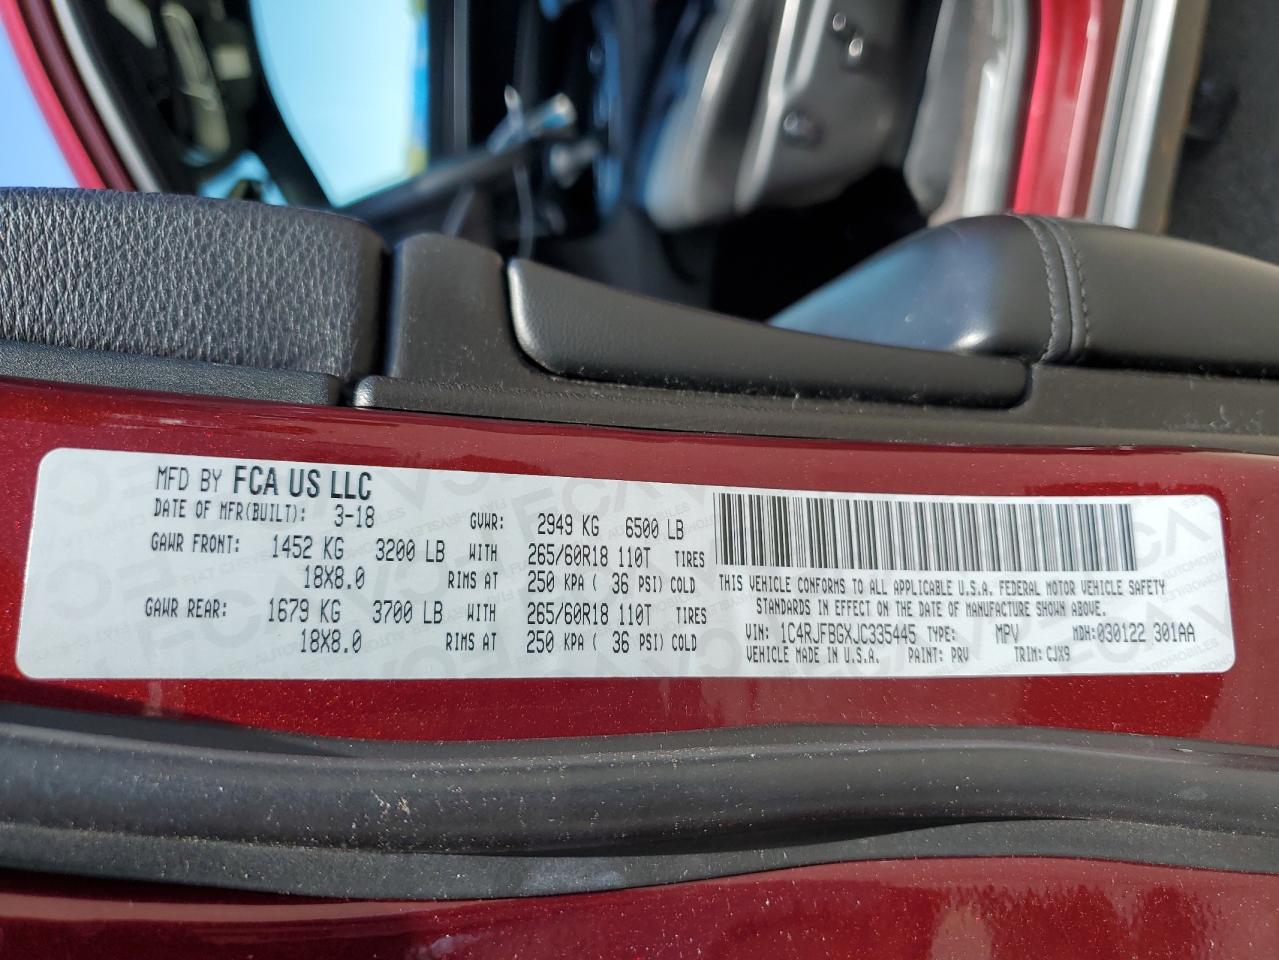 MFD BY FCA US LLC
DATE OF MFR(BUILT): 3-18 GVWR: 2949 KG 6500 LB
GAWR FRONT: 1452 KG 3200 LB WITH 265/60R18 110T TIRES
18X8.0 RIMS AT 250 KPA ( 36 PSI) COLD
GAWR REAR: 1679 KG 3700 LB WITH 265/60R18 110T TIRES
18X8.0 RIMS AT 250 KPA ( 36 PSI) COLD
THIS VEHICLE CONFORMS TO ALL APPLICABLE U.S.A. FEDERAL MOTOR VEHICLE SAFETY
STANDARDS IN EFFECT ON THE DATE OF MANUFACTURE SHOWN ABOVE.
VIN: 1C4RJFBGXJC335445 TYPE: MPV MDH:030122 301AA
VEHICLE MADE IN U.S.A. PAINT: PRV TRIM: CJX9